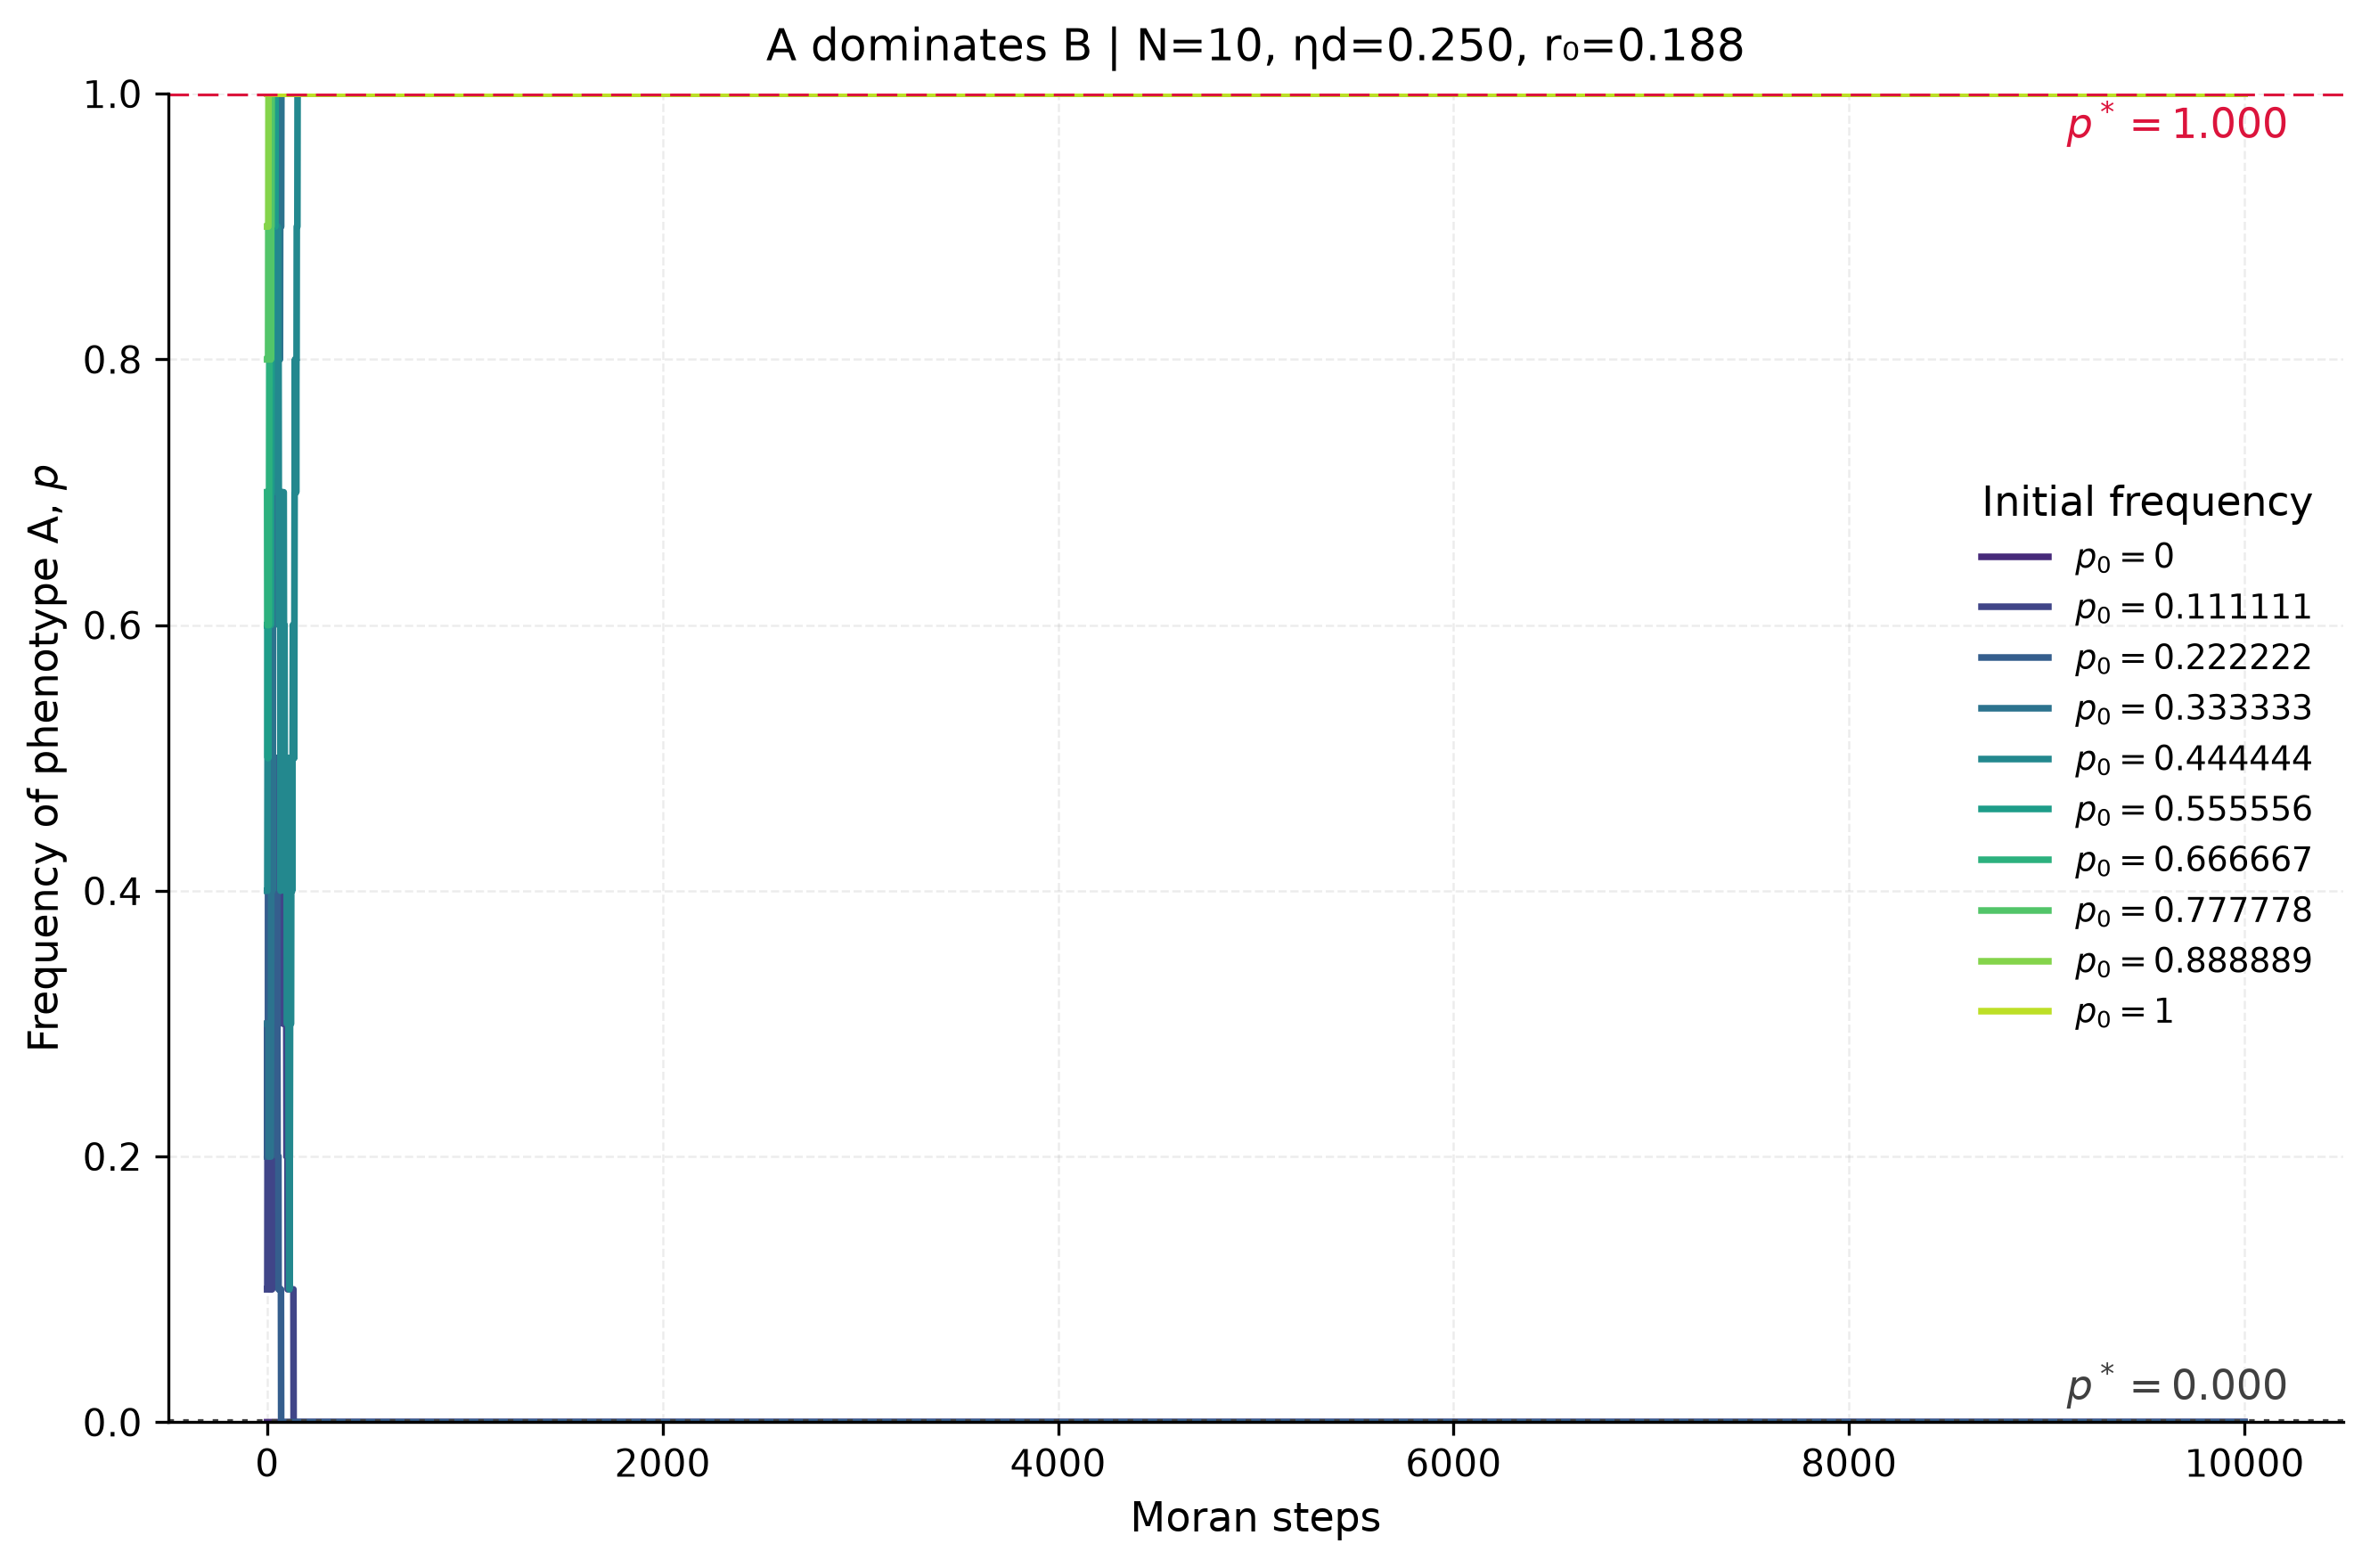 A dominates B | N=10, ηd=0.250, r₀=0.188
1.0
0.8
0.6
0.4
0.2
0.0
Frequency of phenotype A, p
p* = 1.000
Initial frequency
p₀ = 0
p₀ = 0.111111
p₀ = 0.222222
p₀ = 0.333333
p₀ = 0.444444
p₀ = 0.555556
p₀ = 0.666667
p₀ = 0.777778
p₀ = 0.888889
p₀ = 1
p* = 0.000
0 2000 4000 6000 8000 10000
Moran steps